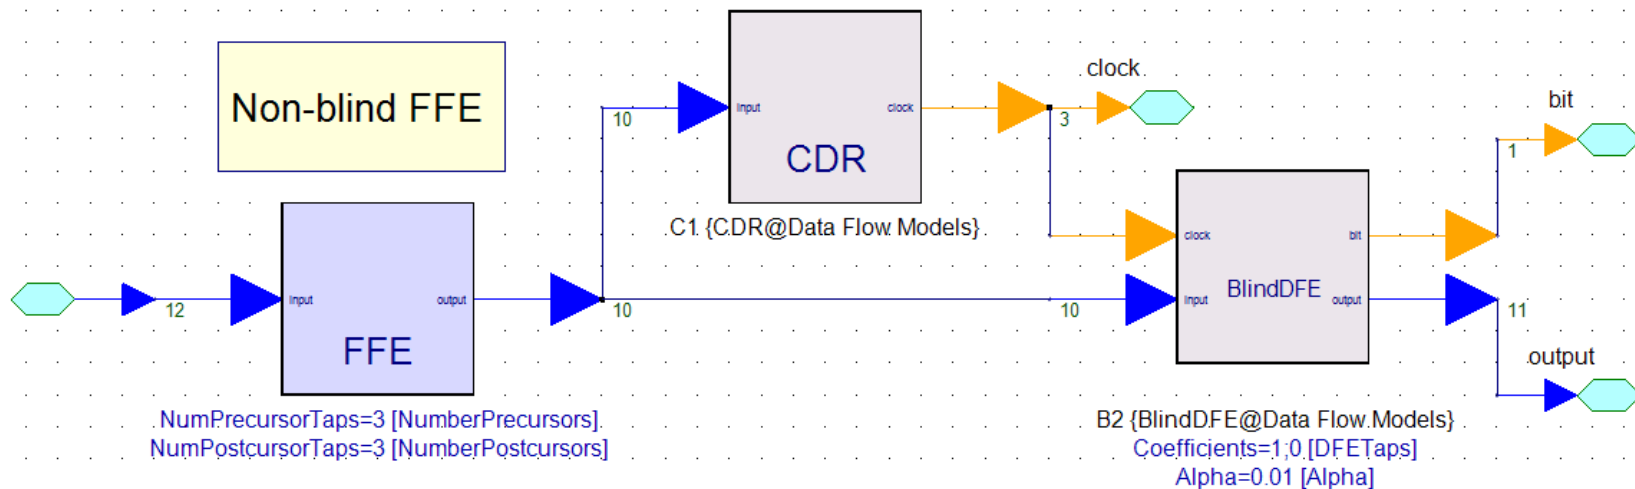 Non-blind FFE
clock
bit
10
input
clock
3
CDR
1
C1 {CDR@Data Flow Models}
clock
bit
12
input
output
10
10
input
BlindDFE
output
11
FFE
output
NumPrecursorTaps=3 [NumberPrecursors]
NumPostcursorTaps=3 [NumberPostcursors]
B2 {BlindDFE@Data Flow Models}
Coefficients=1;0 [DFETaps]
Alpha=0.01 [Alpha]